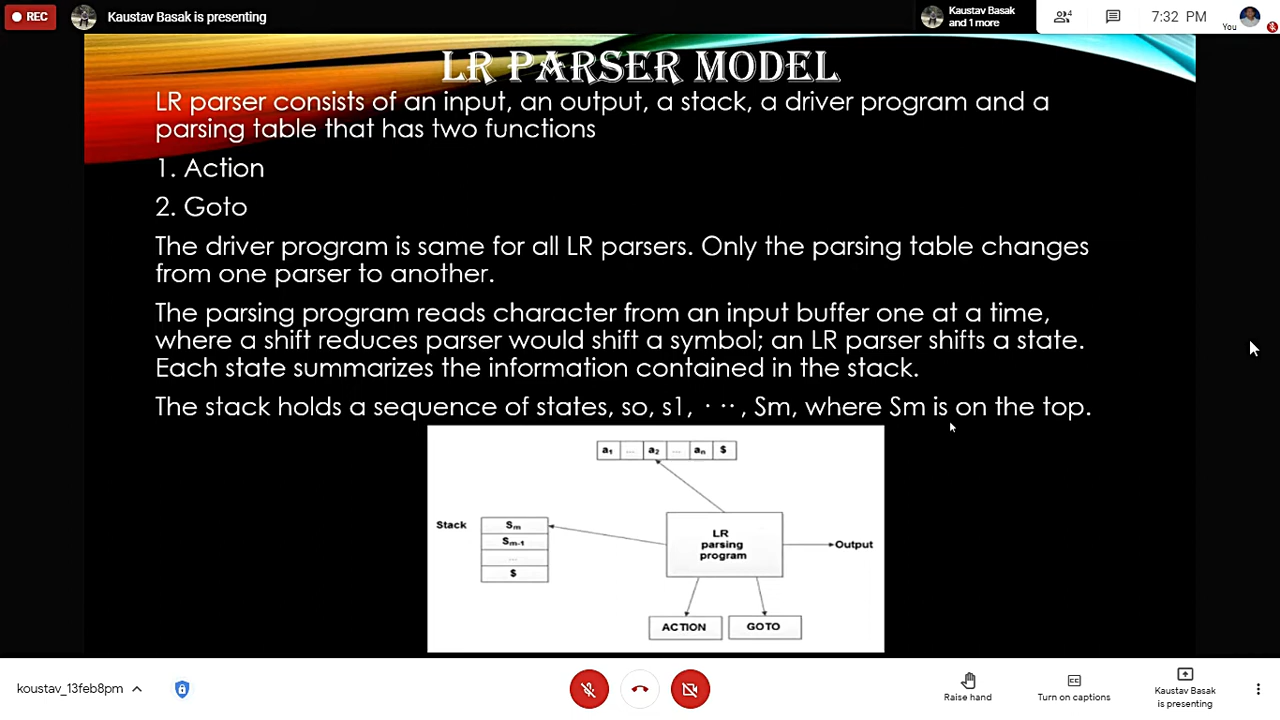 REC
Kaustav Basak is presenting
Kaustav Basak
and 1 more
4
7:32 PM
You
LR PARSER MODEL
LR parser consists of an input, an output, a stack, a driver program and a
parsing table that has two functions
1. Action
2. Goto
The driver program is same for all LR parsers. Only the parsing table changes
from one parser to another.
The parsing program reads character from an input buffer one at a time,
where a shift reduces parser would shift a symbol; an LR parser shifts a state.
Each state summarizes the information contained in the stack.
The stack holds a sequence of states, so, s1, · ··, Sm, where Sm is on the top.
a1 ... a2 ... an $
Stack
Sm
Sm-1
...
$
LR
parsing
program
Output
ACTION
GOTO
koustav_13feb8pm
Raise hand
Turn on captions
Kaustav Basak
is presenting